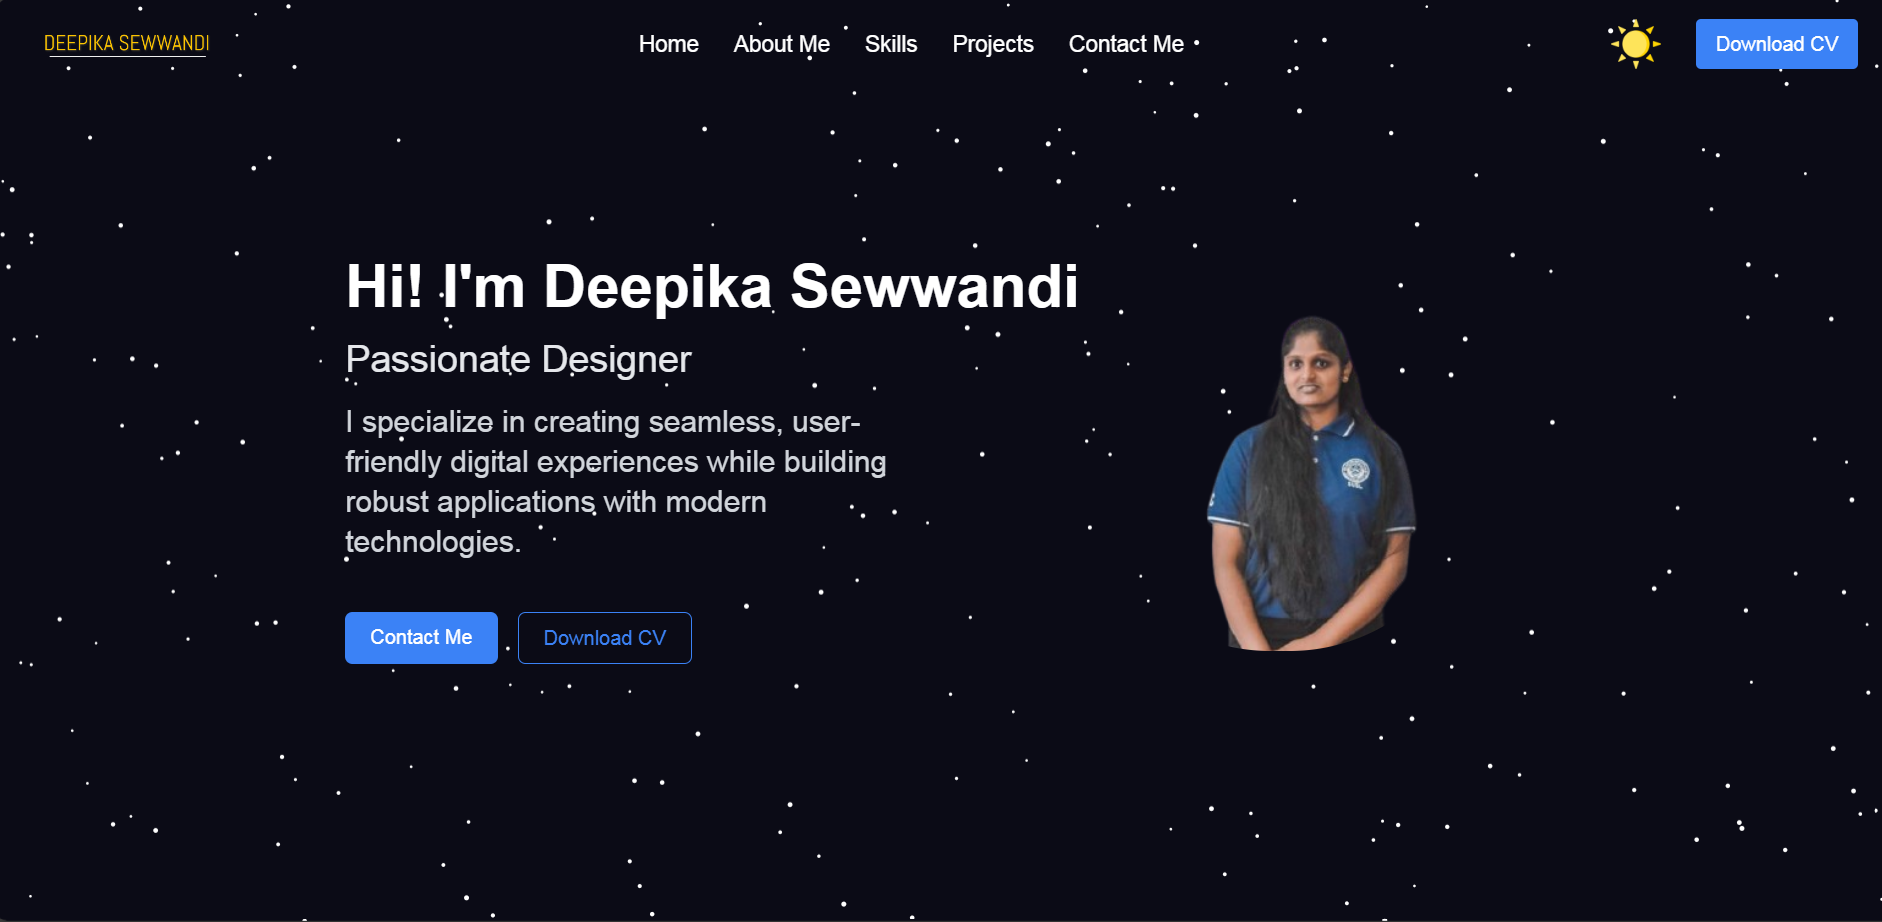 DEEPIKA SEWWANDI
Home
About Me
Skills
Projects
Contact Me
Download CV
Hi! I'm Deepika Sewwandi
Passionate Designer
I specialize in creating seamless, user-
friendly digital experiences while building
robust applications with modern
technologies.
Contact Me
Download CV